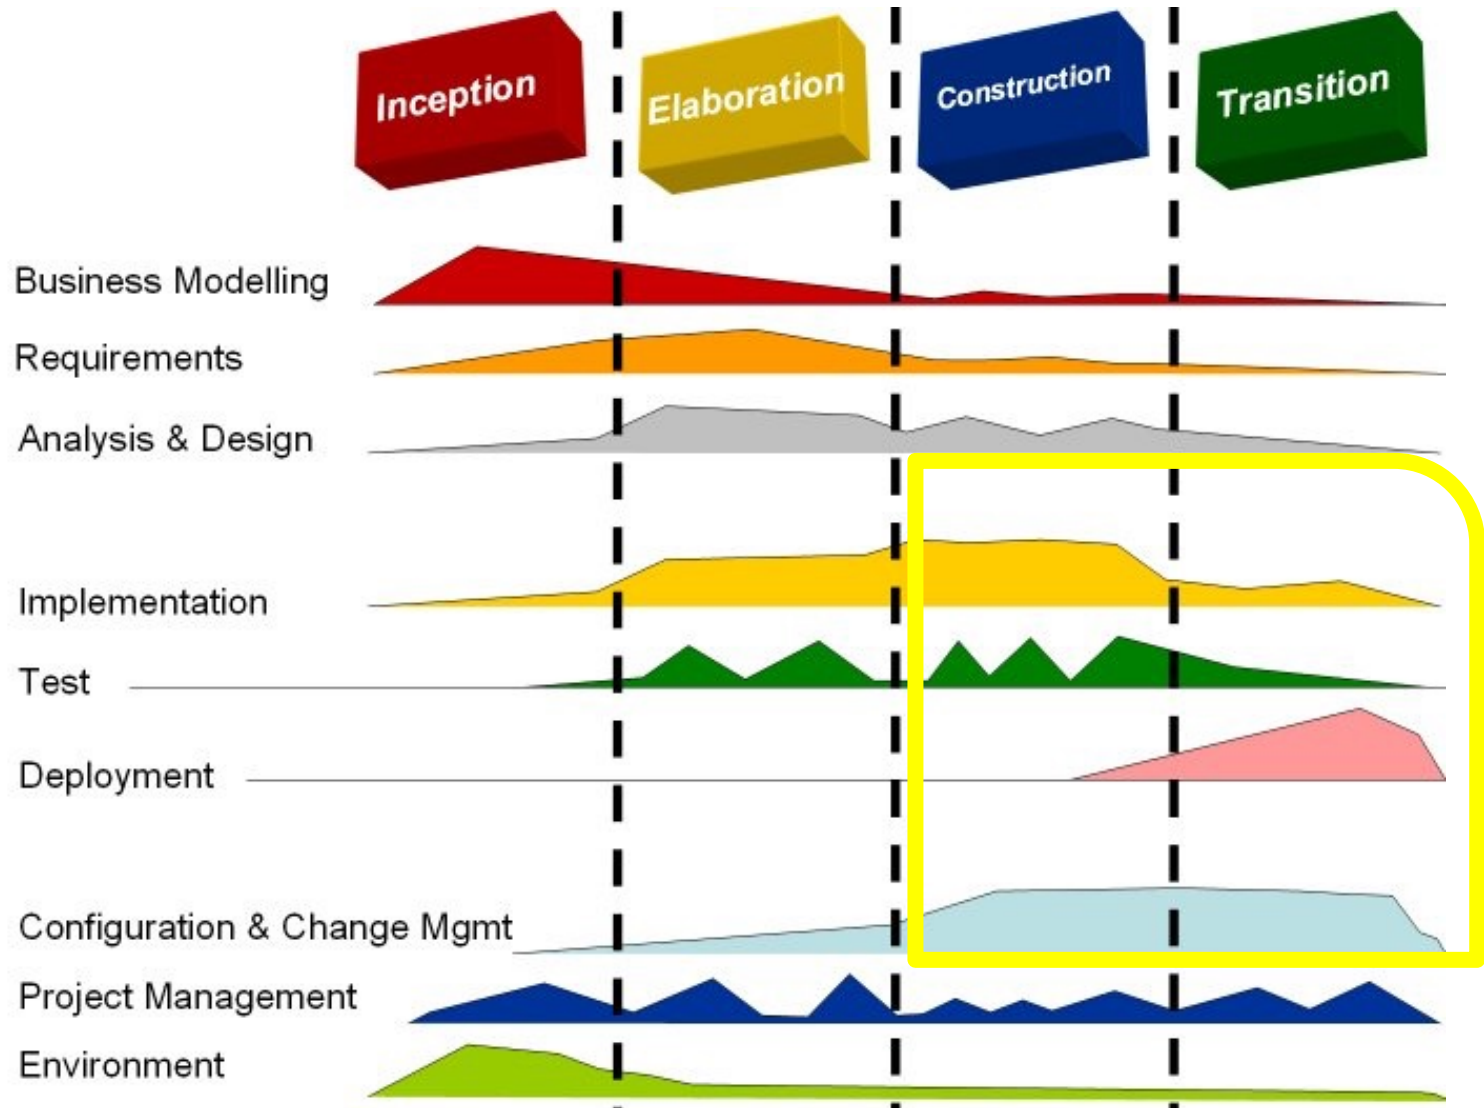 Inception
Elaboration
Construction
Transition
Business Modelling
Requirements
Analysis & Design
Implementation
Test
Deployment
Configuration & Change Mgmt
Project Management
Environment